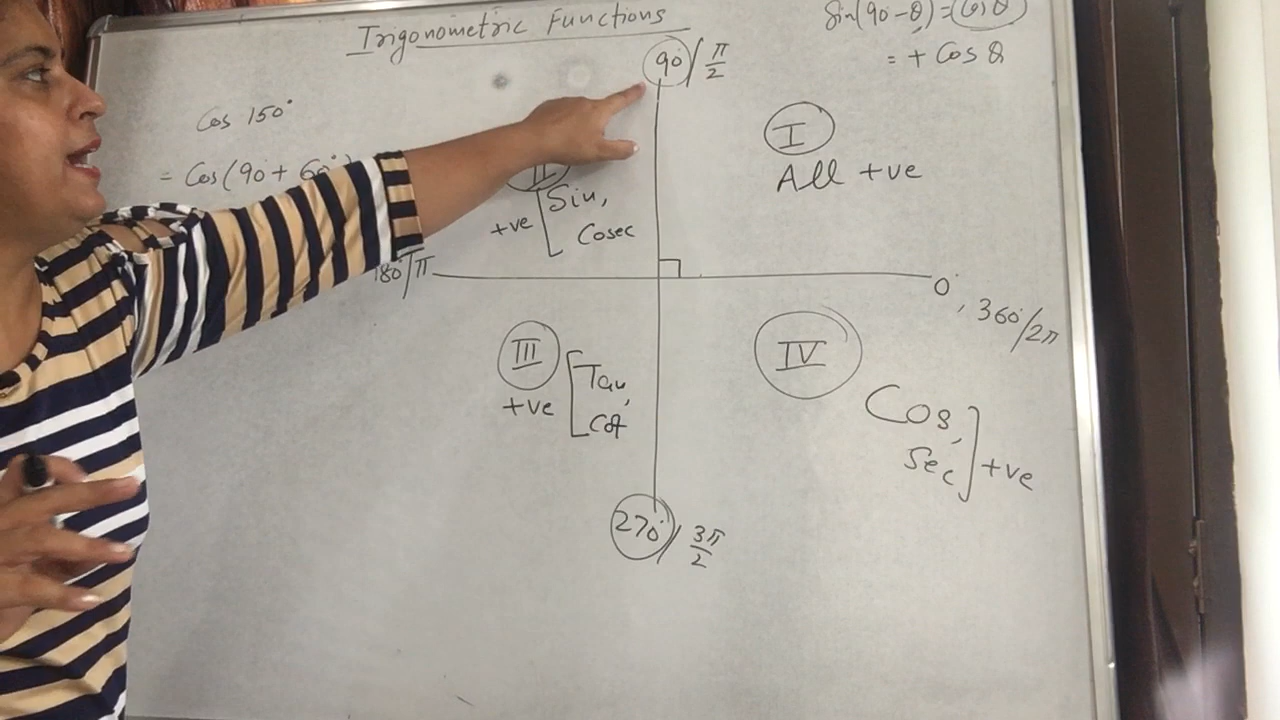 Trigonometric Functions
Sin(90-θ) = Cosθ
= + Cos θ
90° / π/2
Cos 150°
= Cos(90+60°)
I
All +ve
II
+ve [Sin,
Cosec
180°/π
0°, 360°/2π
III
+ve [Tan,
Cot
IV
Cos,
Sec ] +ve
270° / 3π/2